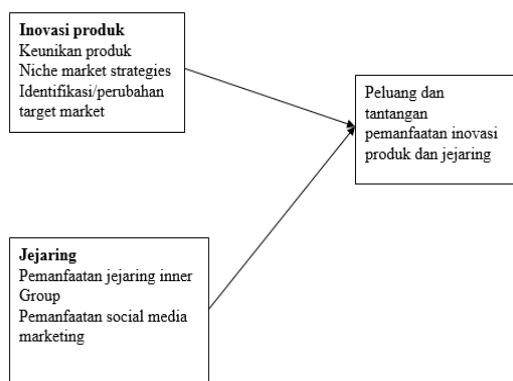 Inovasi produk
Keunikan produk
Niche market strategies
Identifikasi/perubahan
target market
Peluang dan
tantangan
pemanfaatan inovasi
produk dan jejaring
Jejaring
Pemanfaatan jejaring inner
Group
Pemanfaatan social media
marketing